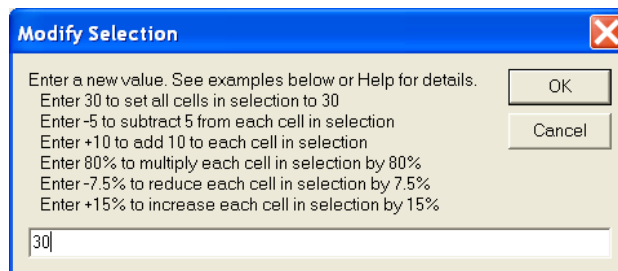 Modify Selection
Enter a new value. See examples below or Help for details.
Enter 30 to set all cells in selection to 30
Enter -5 to subtract 5 from each cell in selection
Enter +10 to add 10 to each cell in selection
Enter 80% to multiply each cell in selection by 80%
Enter -7.5% to reduce each cell in selection by 7.5%
Enter +15% to increase each cell in selection by 15%
OK
Cancel
30